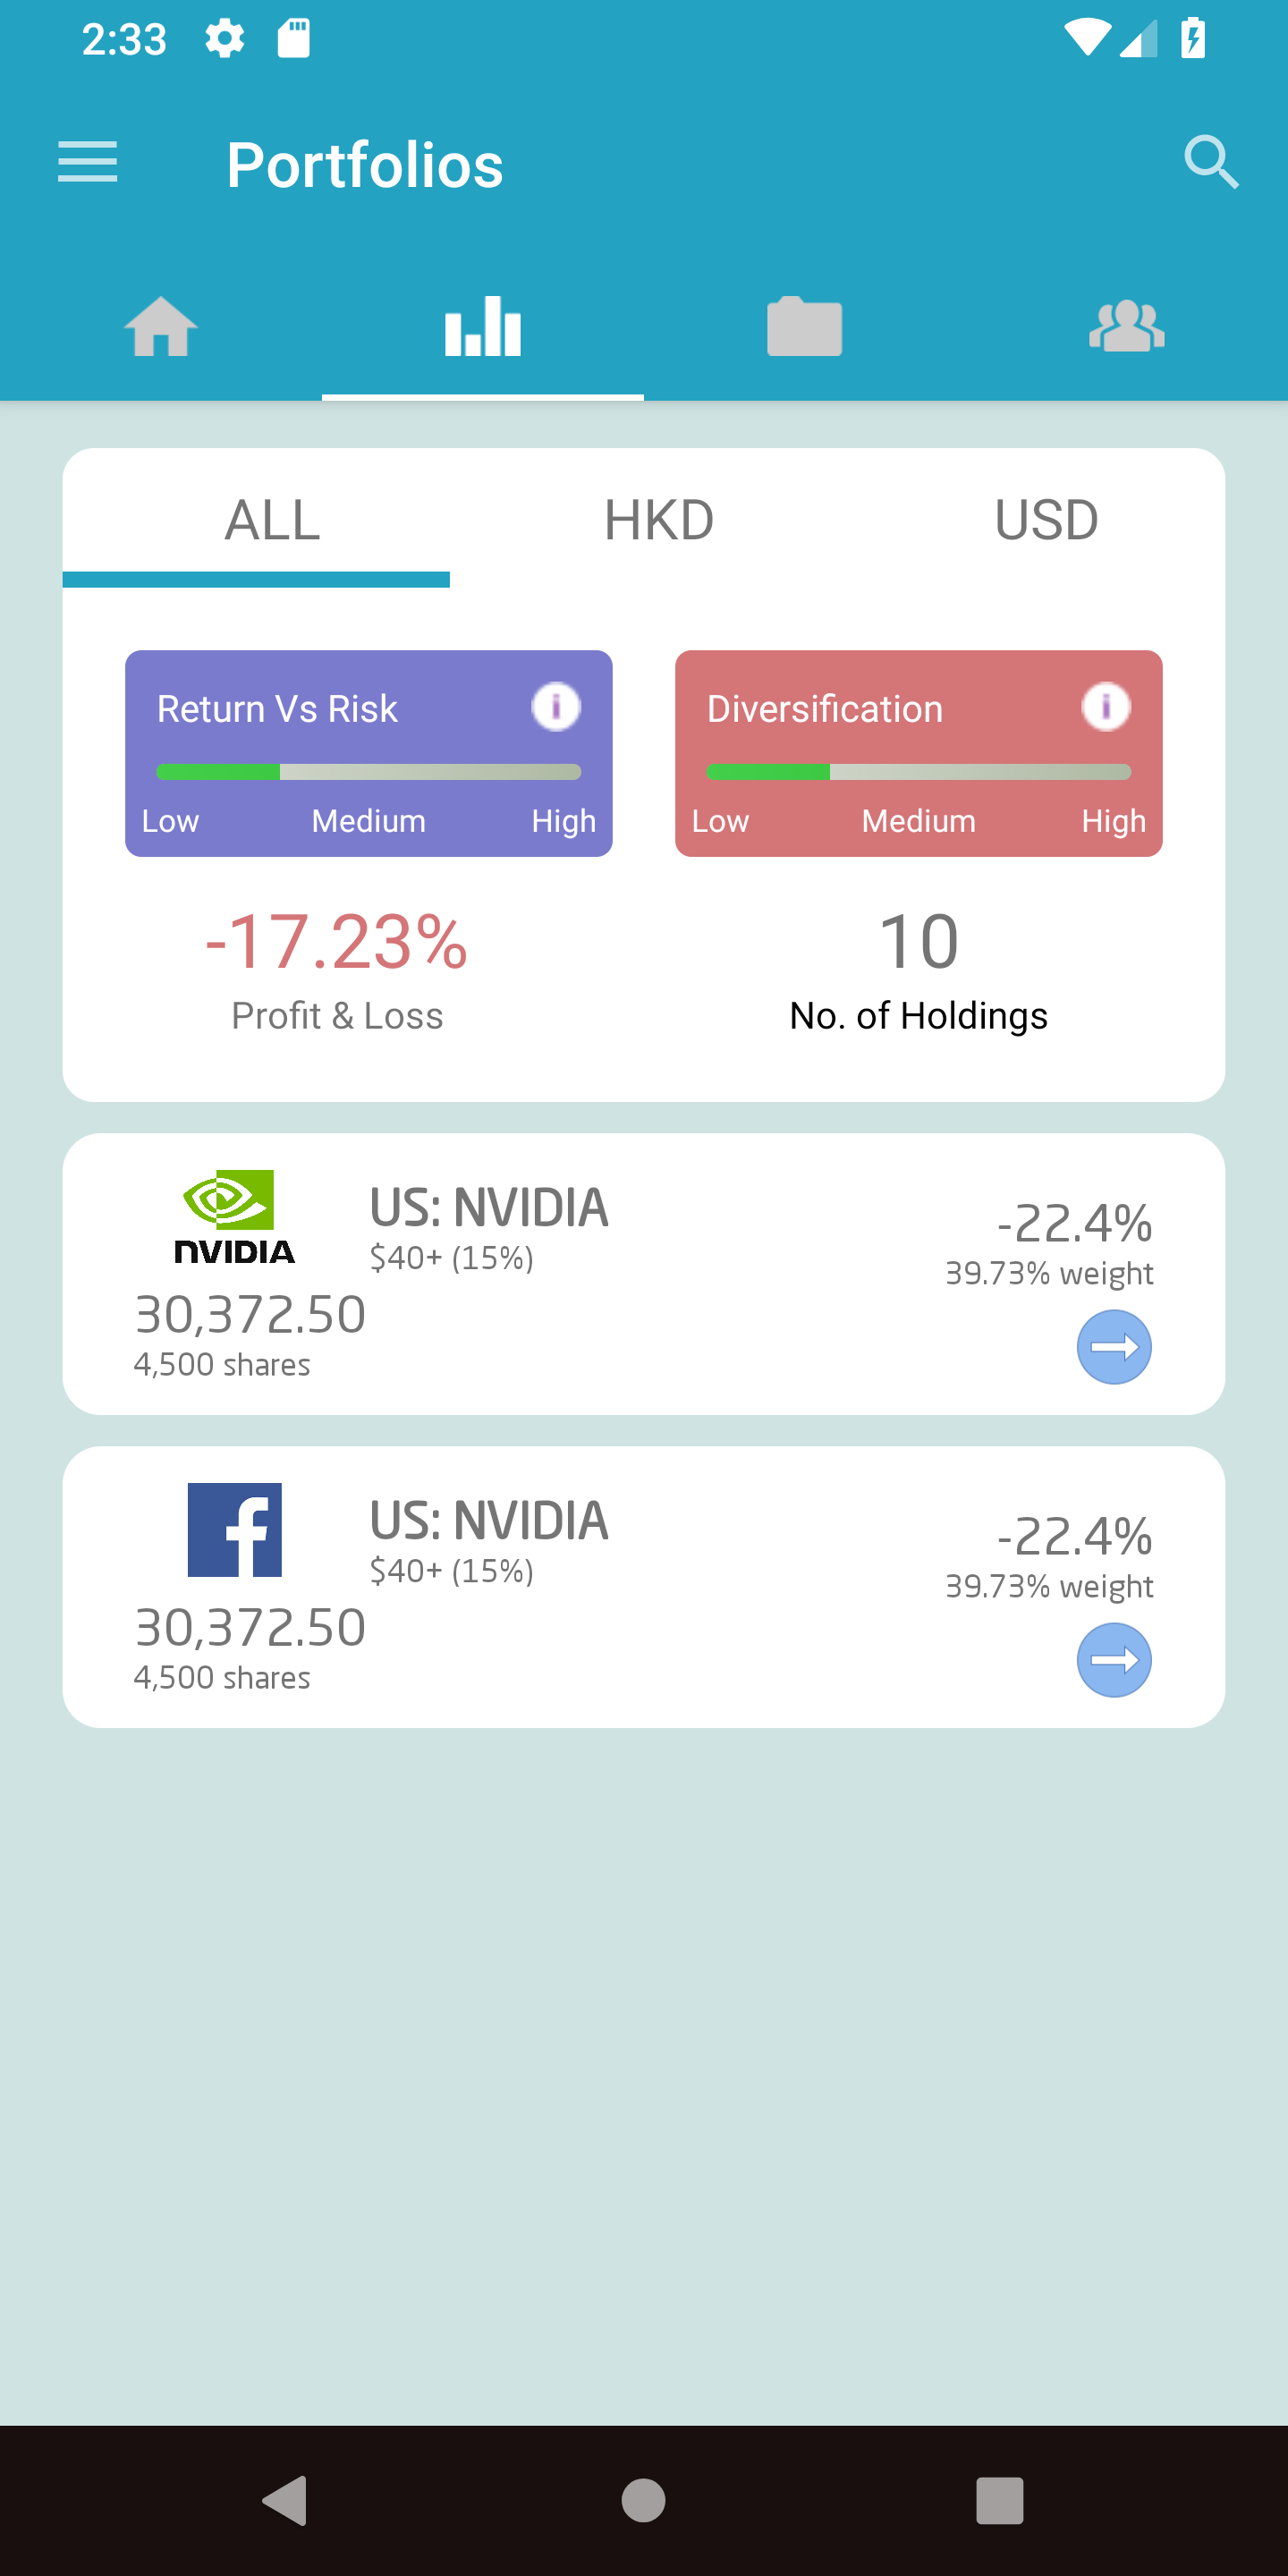 2:33
Portfolios
ALL HKD USD
Return Vs Risk i
Low Medium High
Diversification i
Low Medium High
-17.23%
Profit & Loss
10
No. of Holdings
NVIDIA
US: NVIDIA
$40+ (15%)
-22.4%
39.73% weight
30,372.50
4,500 shares
f
US: NVIDIA
$40+ (15%)
-22.4%
39.73% weight
30,372.50
4,500 shares